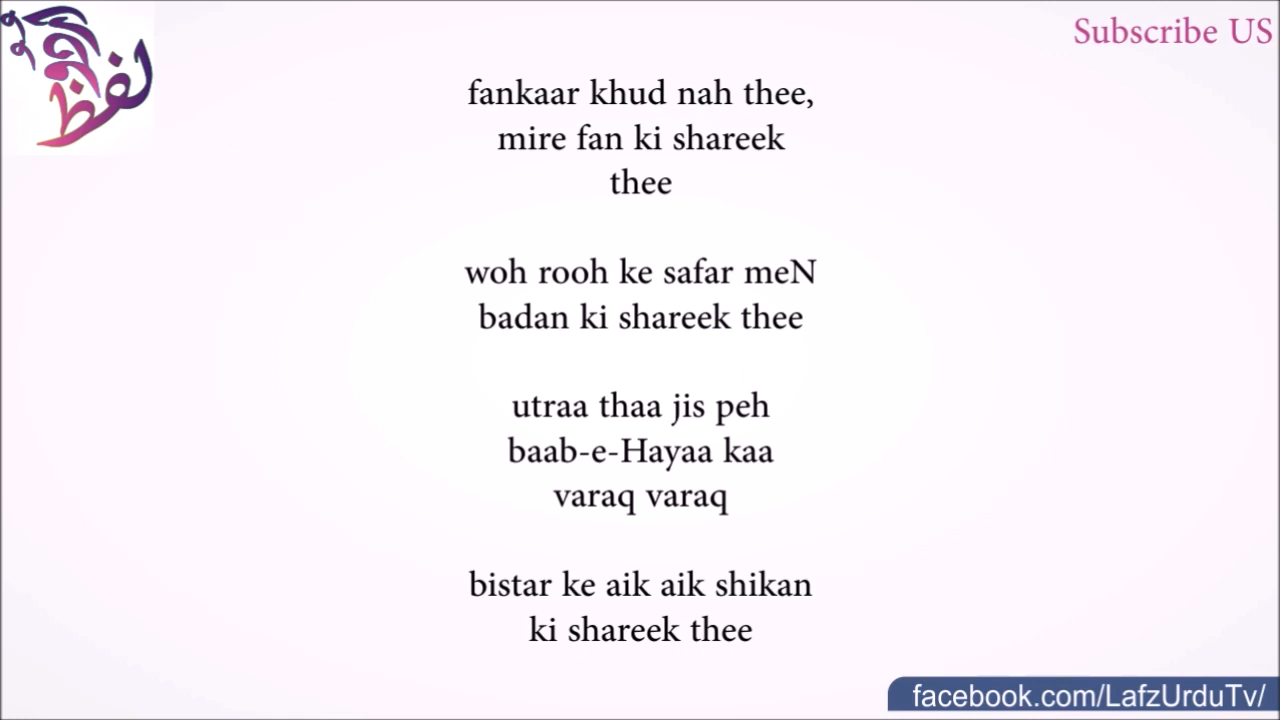 لفظ
Subscribe US
fankaar khud nah thee,
mire fan ki shareek
thee
woh rooh ke safar meN
badan ki shareek thee
utraa thaa jis peh
baab-e-Hayaa kaa
varaq varaq
bistar ke aik aik shikan
ki shareek thee
facebook.com/LafzUrduTv/